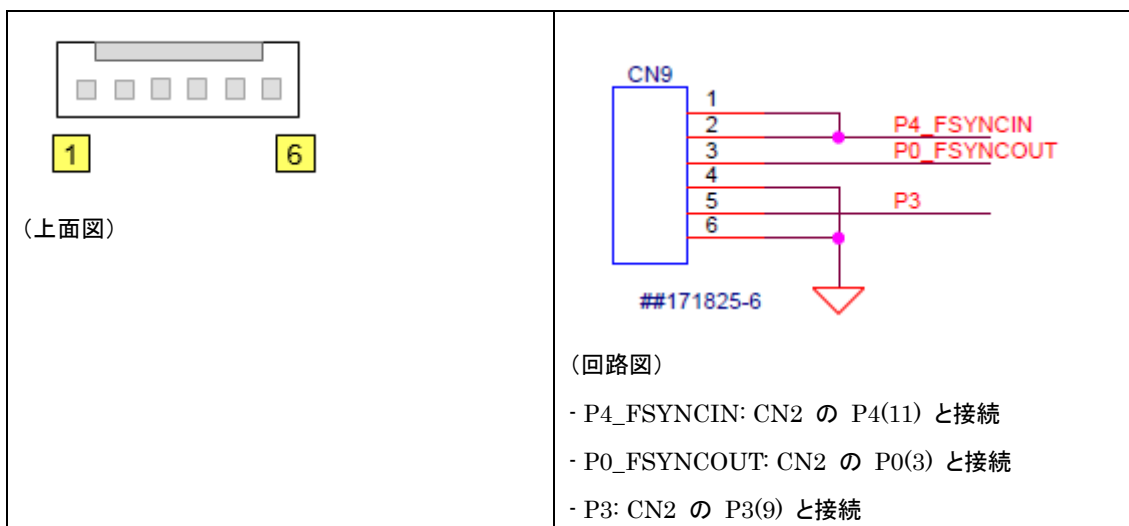 1
6
（上面図）
CN9
1
2
3
4
5
6
P4_FSYNCIN
P0_FSYNCOUT
P3
##171825-6
（回路図）
- P4_FSYNCIN: CN2 の P4(11) と接続
- P0_FSYNCOUT: CN2 の P0(3) と接続
- P3: CN2 の P3(9) と接続